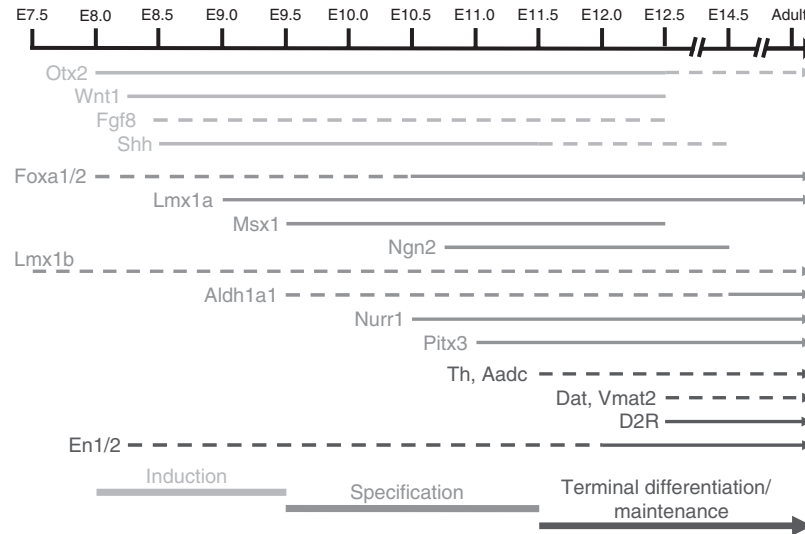 E7.5 E8.0 E8.5 E9.0 E9.5 E10.0 E10.5 E11.0 E11.5 E12.0 E12.5 E14.5 Adult
Otx2
Wnt1
Fgf8
Shh
Foxa1/2
Lmx1a
Msx1
Ngn2
Lmx1b
Aldh1a1
Nurr1
Pitx3
Th, Aadc
Dat, Vmat2
D2R
En1/2
Induction
Specification
Terminal differentiation/
maintenance